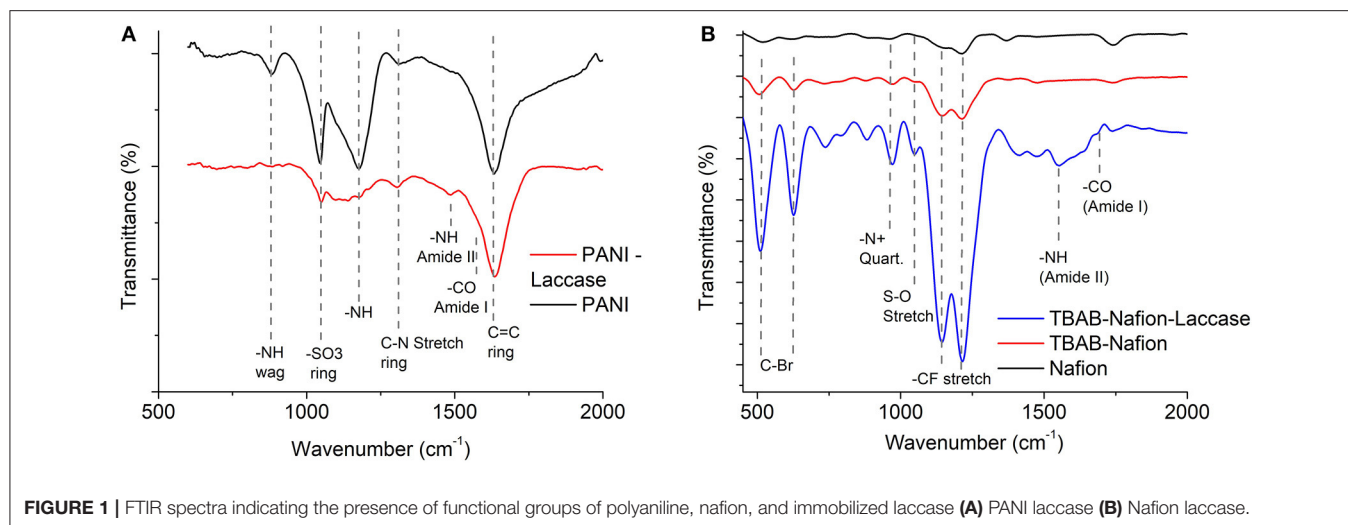 A
Transmittance (%)
-NH
Amide II
-CO
Amide I
-NH
wag
-SO3
ring
-NH
C-N Stretch
ring
C=C
ring
PANI -
Laccase
PANI
500
1000
1500
2000
Wavenumber (cm-1)
B
Transmittance (%)
C-Br
-N+
Quart.
S-O
Stretch
-CF stretch
-NH
(Amide II)
-CO
(Amide I)
TBAB-Nafion-Laccase
TBAB-Nafion
Nafion
500
1000
1500
2000
Wavenumber (cm-1)
FIGURE 1 | FTIR spectra indicating the presence of functional groups of polyaniline, nafion, and immobilized laccase (A) PANI laccase (B) Nafion laccase.